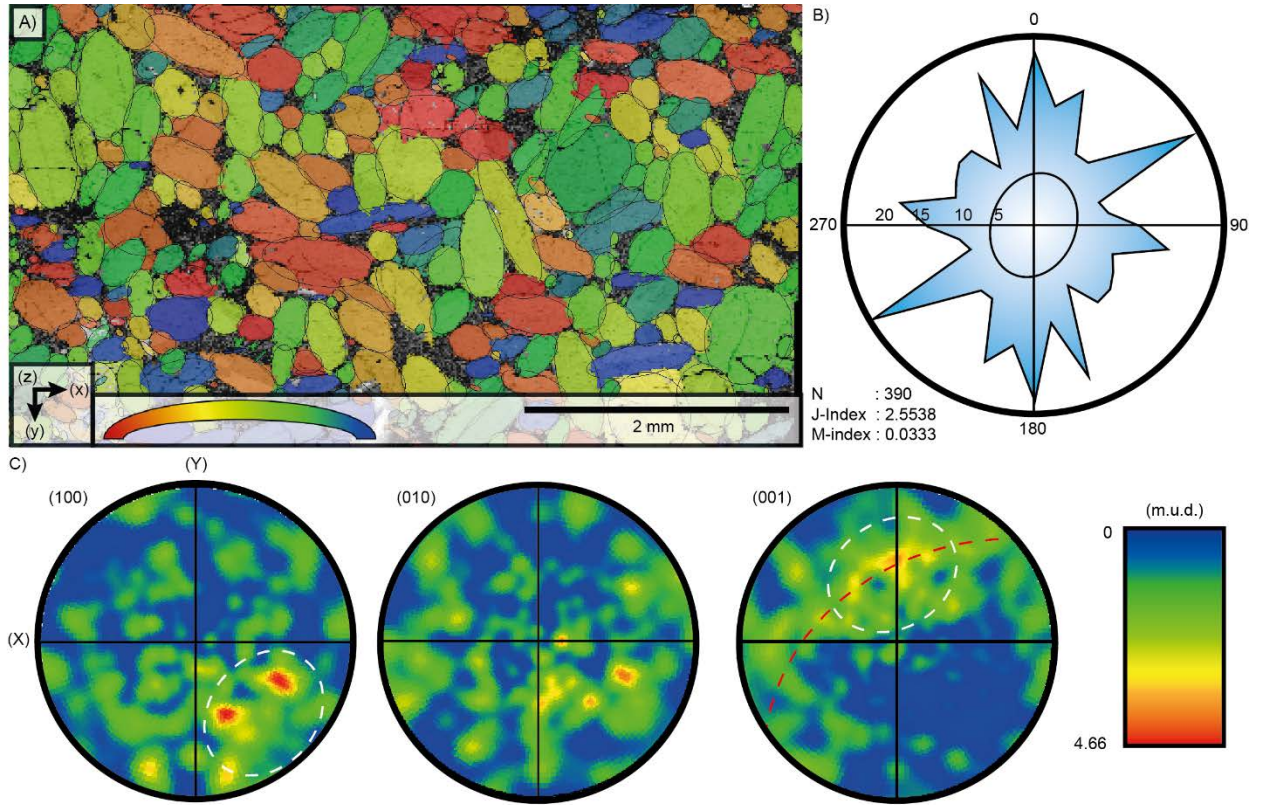 A)
(z)
(x)
(y)
2 mm
B)
0
20 15 10 5
270
90
180
N : 390
J-Index : 2.5538
M-index : 0.0333
C)
(Y)
(100)
(010)
(001)
(m.u.d.)
0
(X)
4.66